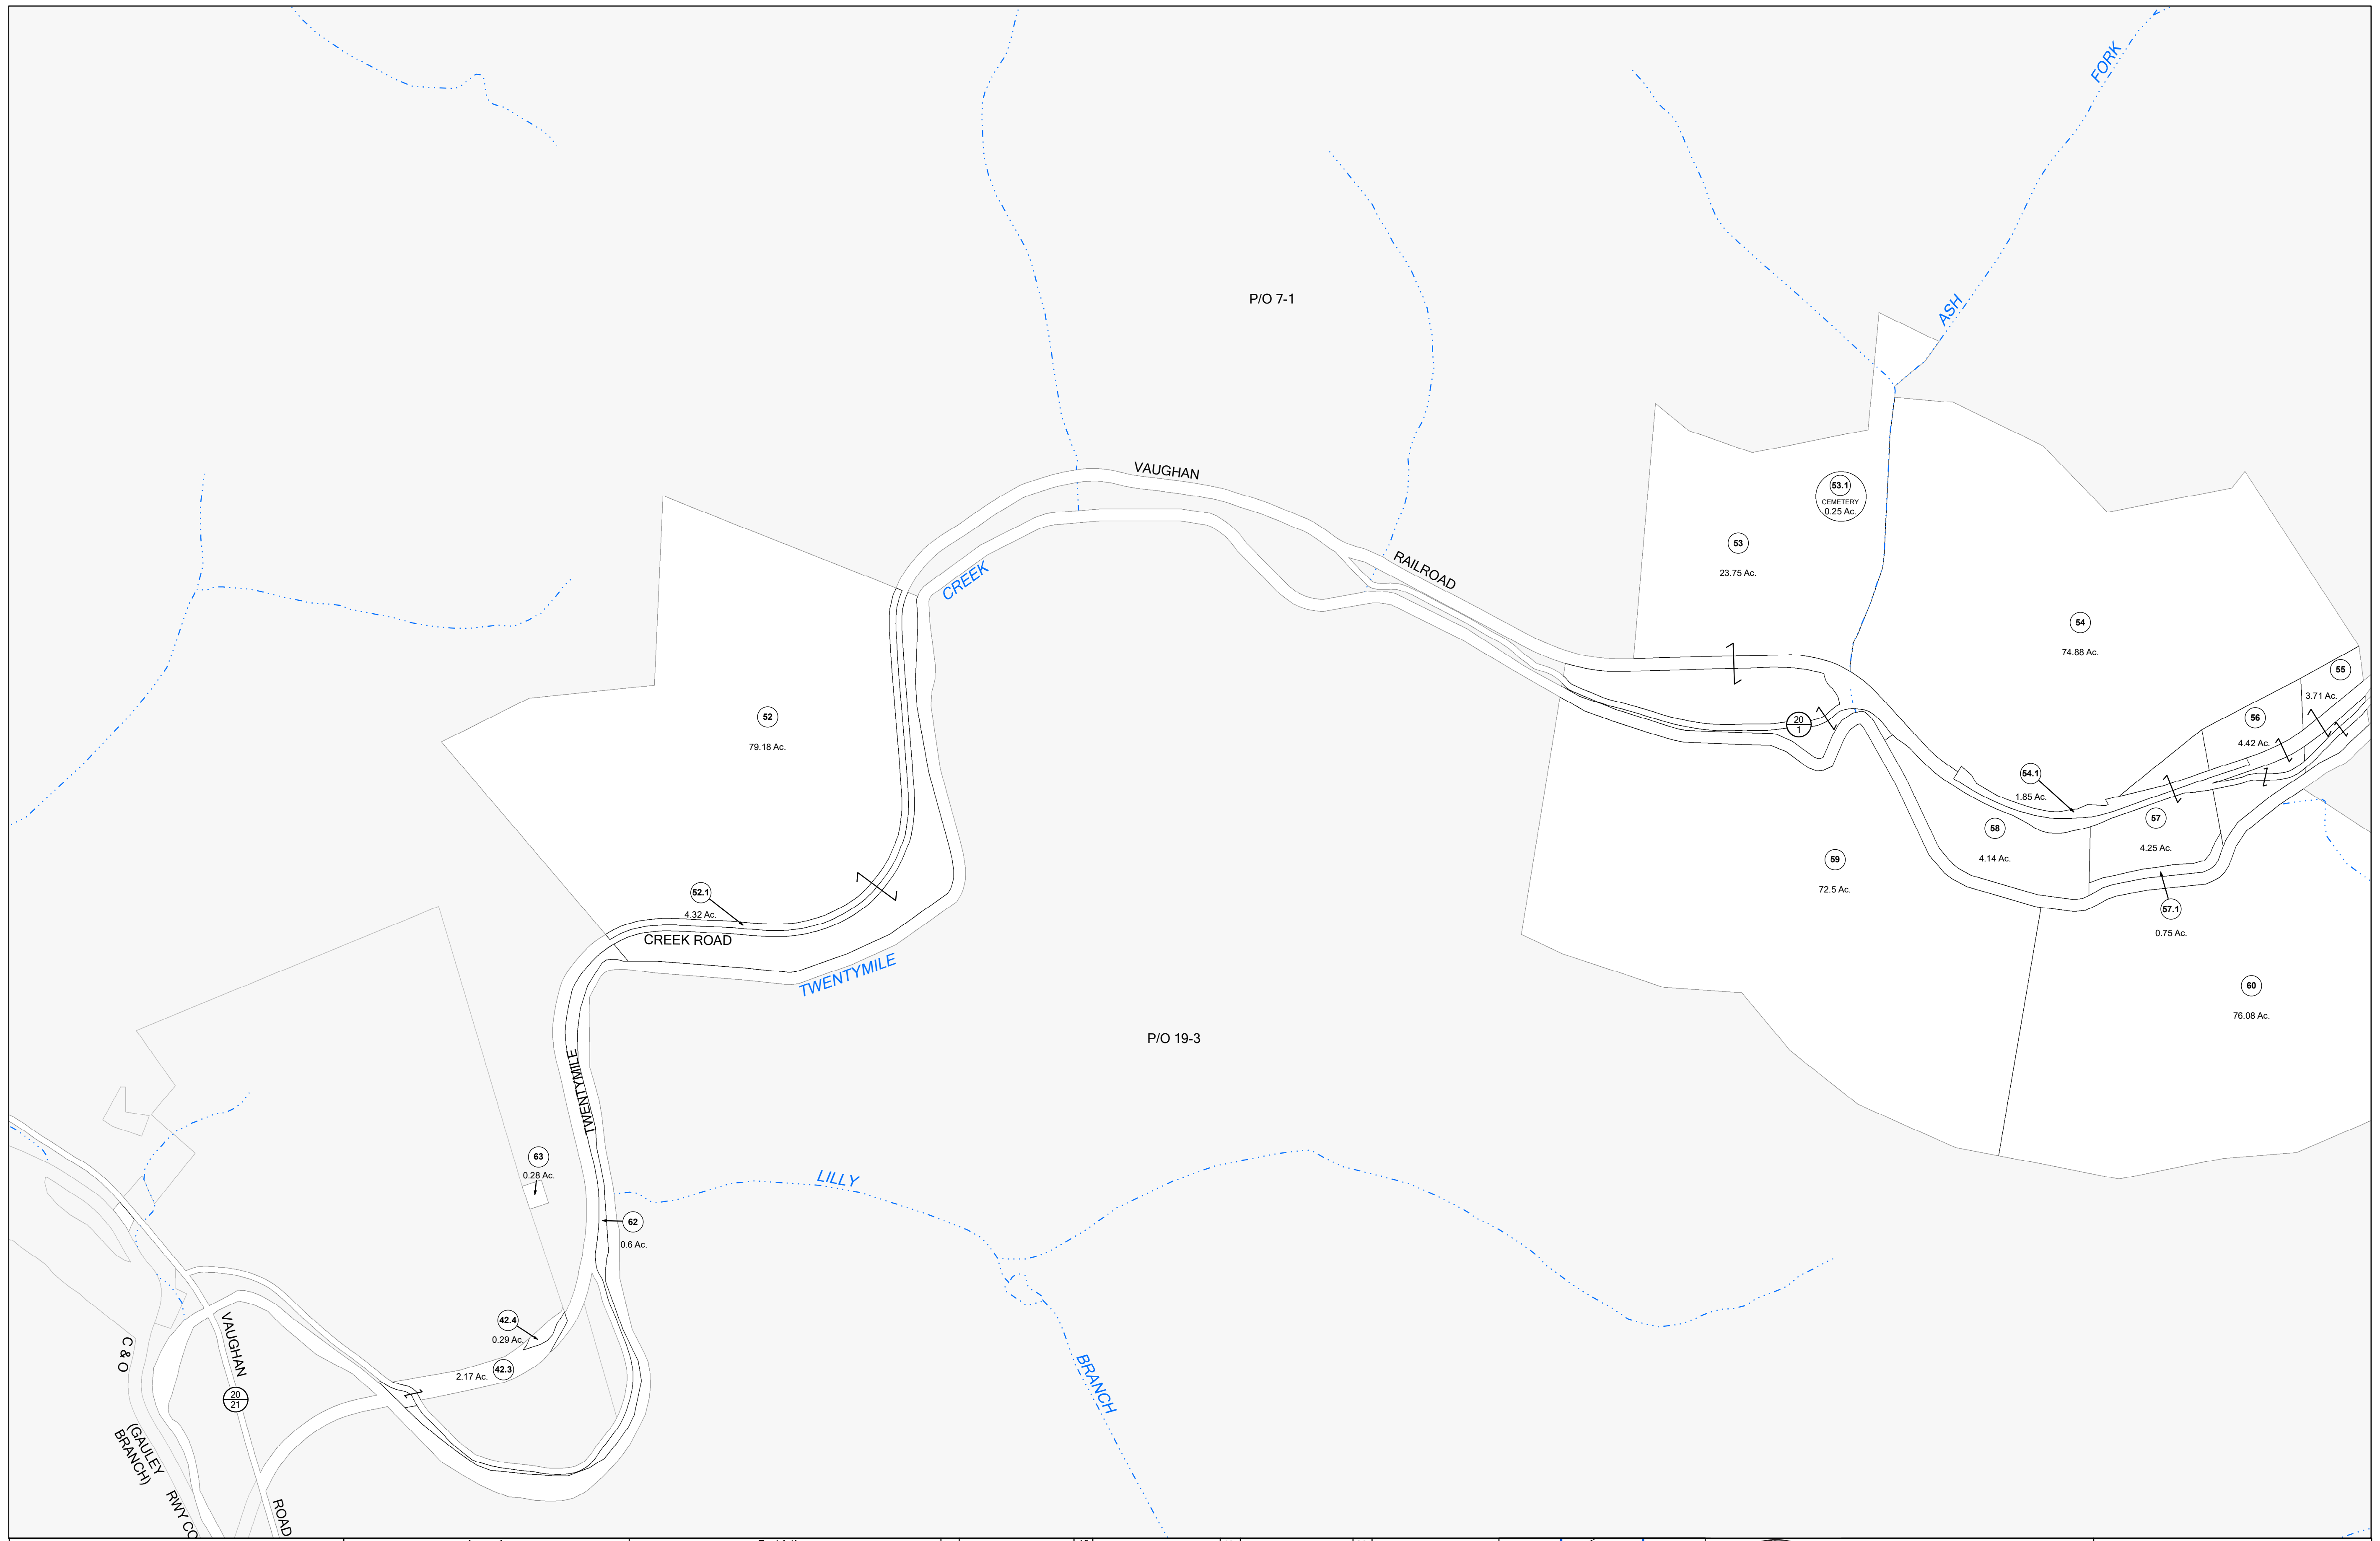 FORK
ASH
P/O 7-1
VAUGHAN
RAILROAD
CREEK
53.1
CEMETERY
0.25 Ac.
53
23.75 Ac.
54
74.88 Ac.
55
3.71 Ac.
56
4.42 Ac.
52
79.18 Ac.
20
1
54.1
1.85 Ac.
57
4.25 Ac.
58
4.14 Ac.
59
72.5 Ac.
57.1
0.75 Ac.
52.1
4.32 Ac.
CREEK ROAD
TWENTYMILE
60
76.08 Ac.
P/O 19-3
TWENTYMILE
63
0.28 Ac.
LILLY
62
0.6 Ac.
42.4
0.29 Ac.
42.3
2.17 Ac.
C & O
VAUGHAN
20
21
BRANCH
(GAULEY
BRANCH)
RWY CO
ROAD